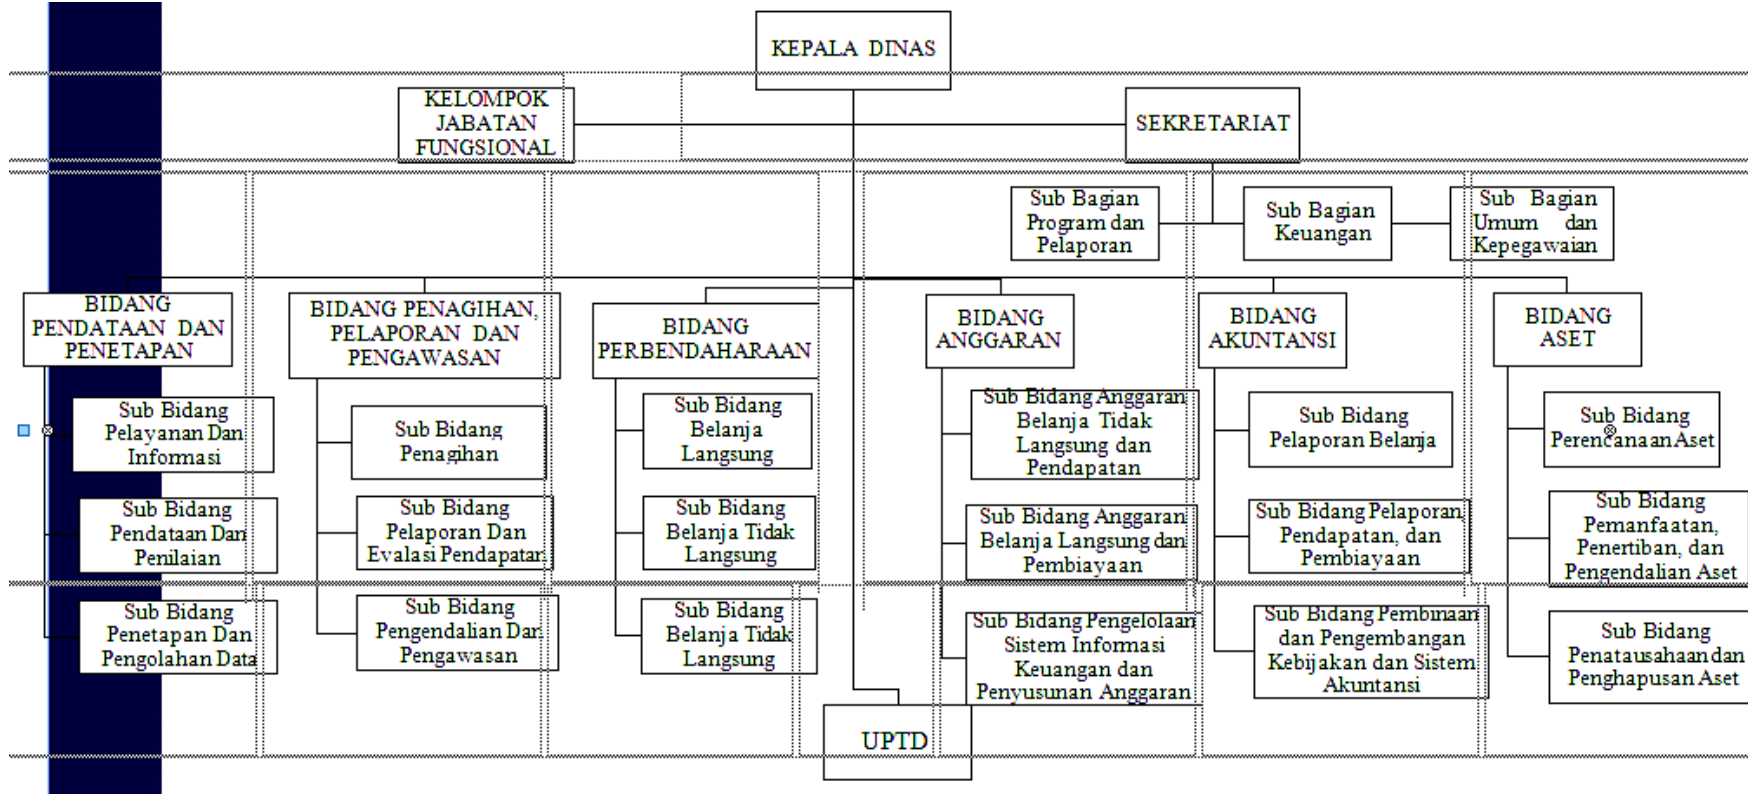 KEPALA DINAS
KELOMPOK
JABATAN
FUNGSIONAL
SEKRETARIAT
Sub Bagian
Program dan
Pelaporan
Sub Bagian
Keuangan
Sub Bagian
Umum dan
Kepegawaian
BIDANG
PENDATAAN DAN
PENETAPAN
BIDANG PENAGIHAN,
PELAPORAN DAN
PENGAWASAN
BIDANG
PERBENDAHARAAN
BIDANG
ANGGARAN
BIDANG
AKUNTANSI
BIDANG
ASET
Sub Bidang
Pelayanan Dan
Informasi
Sub Bidang
Pendataan Dan
Penilaian
Sub Bidang
Penetapan Dan
Pengolahan Data
Sub Bidang
Penagihan
Sub Bidang
Pelaporan Dan
Evalasi Pendapatan
Sub Bidang
Pengendalian Dan
Pengawasan
Sub Bidang
Belanja
Langsung
Sub Bidang
Belanja Tidak
Langsung
Sub Bidang
Belanja Tidak
Langsung
Sub Bidang Anggaran
Belanja Tidak
Langsung dan
Pendapatan
Sub Bidang Anggaran
Belanja Langsung dan
Pembiayaan
Sub Bidang Pengelolaan
Sistem Informasi
Keuangan dan
Penyusunan Anggaran
Sub Bidang
Pelaporan Belanja
Sub Bidang Pelaporan,
Pendapatan, dan
Pembiayaan
Sub Bidang Pembinaan
dan Pengembangan
Kebijakan dan Sistem
Akuntansi
Sub Bidang
Perencanaan Aset
Sub Bidang
Pemanfaatan,
Penertiban, dan
Pengendalian Aset
Sub Bidang
Penatausahaan dan
Penghapusan Aset
UPTD